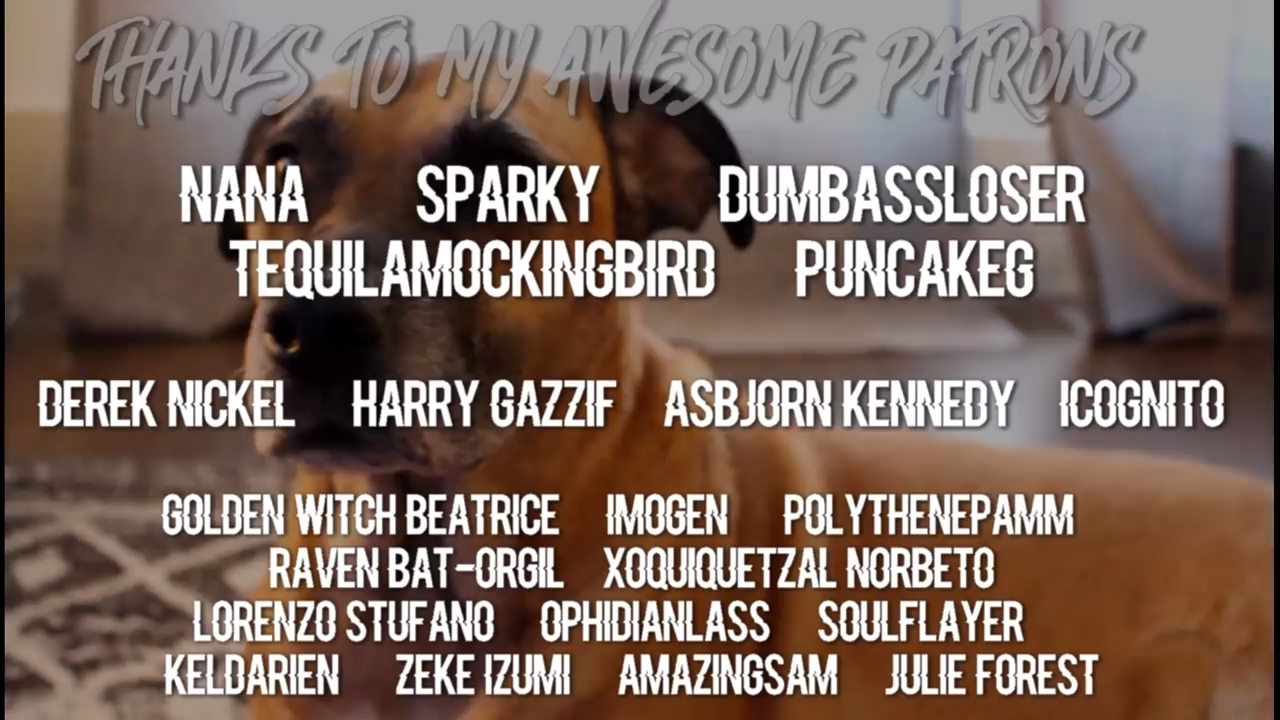 THANKS TO MY AWESOME PATRONS
NANA SPARKY DUMBASSLOSER
TEQUILAMOCKINGBIRD PUNCAKEG
DEREK NICKEL HARRY GAZZIF ASBJORN KENNEDY ICOGNITO
GOLDEN WITCH BEATRICE IMOGEN POLYTHENEPAMM
RAVEN BAT-ORGIL XOQUIQUETZAL NORBETO
LORENZO STUFANO OPHIDIANLASS SOULFLAYER
KELDARIEN ZEKE IZUMI AMAZINGSAM JULIE FOREST